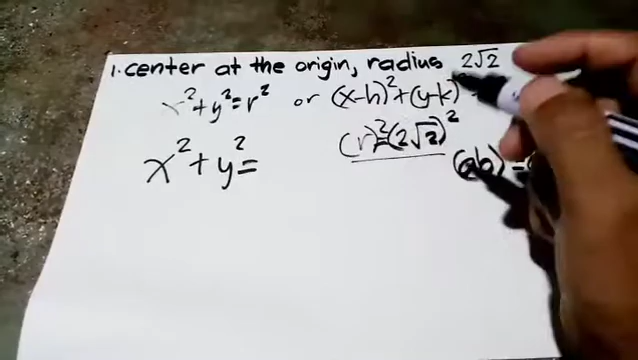 1. center at the origin, radius 2√2
x²+y²=r² or (x-h)²+(y-k)²
(r)²=(2√2)²
x²+y²=
(ab)=